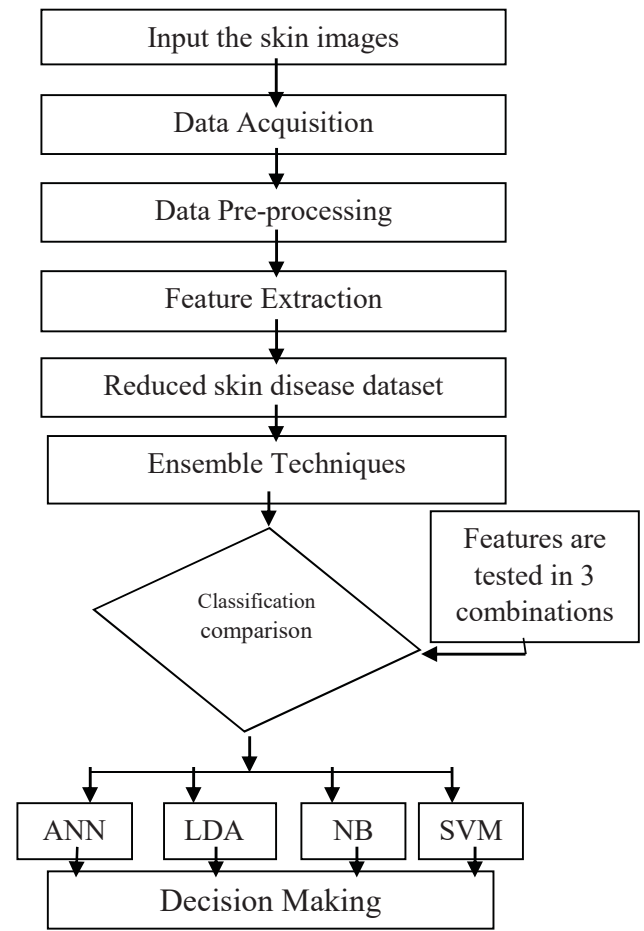 Input the skin images
Data Acquisition
Data Pre-processing
Feature Extraction
Reduced skin disease dataset
Ensemble Techniques
Features are
tested in 3
combinations
Classification
comparison
ANN
LDA
NB
SVM
Decision Making